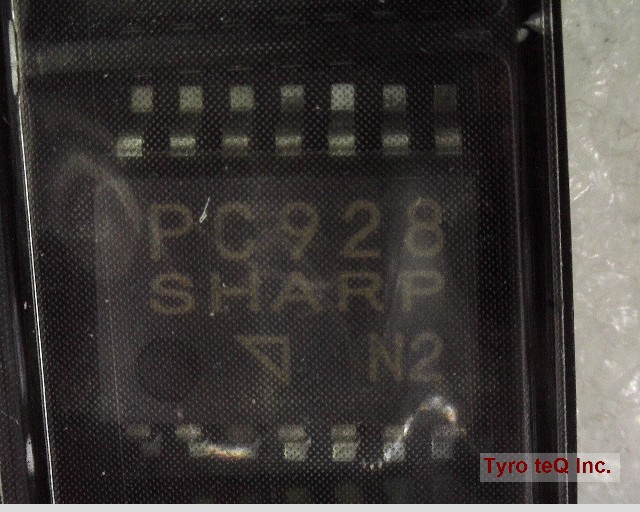 PC928
SHARP
N2
Tyro teQ Inc.